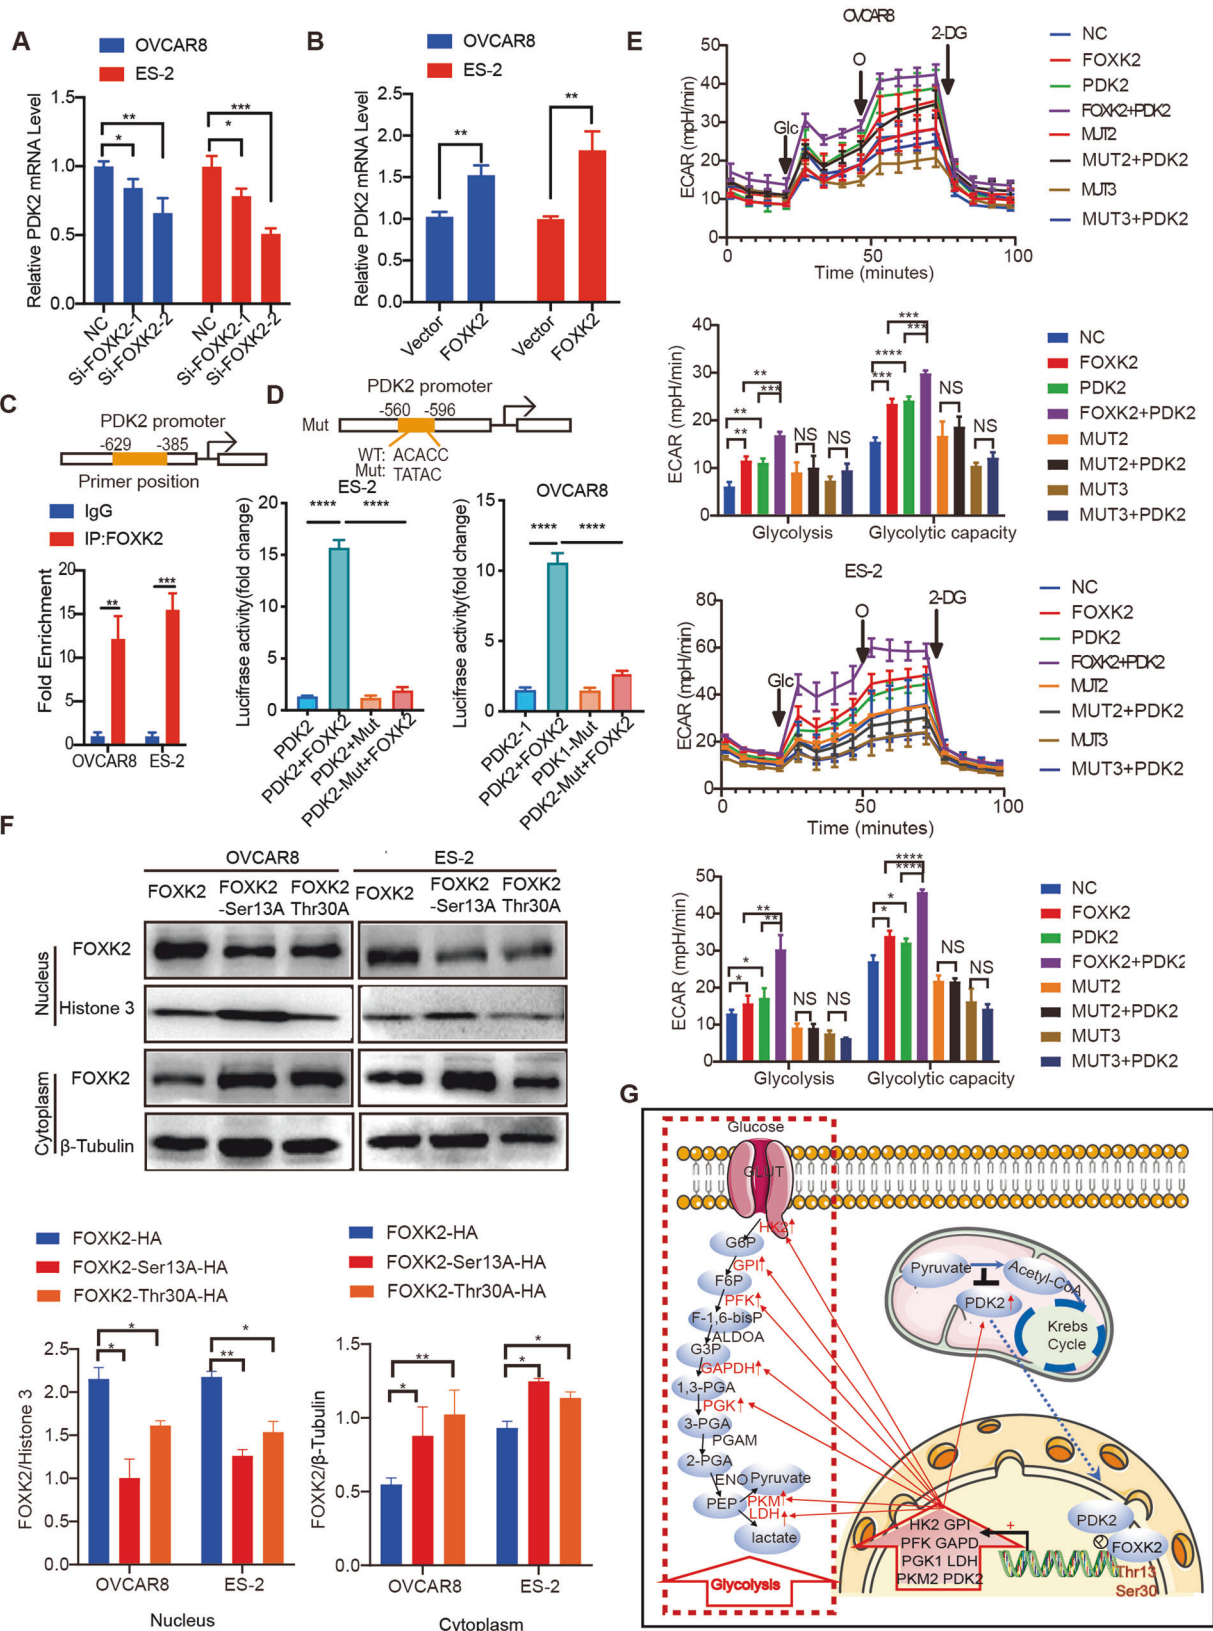 A
OVCAR8
ES-2
Relative PDK2 mRNA Level
1.5
1.0
0.5
0.0
**
*
***
*
NC
Si-FOXK2-1
Si-FOXK2-2
NC
Si-FOXK2-1
Si-FOXK2-2
B
OVCAR8
ES-2
Relative PDK2 mRNA Level
2.5
2.0
1.5
1.0
0.5
0.0
**
**
Vector
FOXK2
Vector
FOXK2
C
PDK2 promoter
-629 -385
Primer position
IgG
IP:FOXK2
Fold Enrichment
20
15
10
5
0
**
***
OVCAR8 ES-2
D
PDK2 promoter
-560 -596
Mut
WT: ACACC
Mut: TATAC
ES-2
Lucifrase activity(fold change)
20
15
10
5
0
**** ****
PDK2
PDK2+FOXK2
PDK2+Mut
PDK2-Mut+FOXK2
OVCAR8
Lucifrase activity(fold change)
15
10
5
0
**** ****
PDK2-1
PDK2+FOXK2
PDK1-Mut
PDK2-Mut+FOXK2
E
OVCAR8
ECAR (mpH/min)
50
40
30
20
10
0
Glc
O
2-DG
0 50 100
Time (minutes)
NC
FOXK2
PDK2
FOXK2+PDK2
MUT2
MUT2+PDK2
MUT3
MUT3+PDK2
ECAR (mpH/min)
40
30
20
10
0
**
***
**
**
NS NS
***
***
****
***
NS
NS
Glycolysis Glycolytic capacity
NC
FOXK2
PDK2
FOXK2+PDK2
MUT2
MUT2+PDK2
MUT3
MUT3+PDK2
ES-2
ECAR (mpH/min)
80
60
40
20
0
Glc
O
2-DG
0 50 100
Time (minutes)
NC
FOXK2
PDK2
FOXK2+PDK2
MUT2
MUT2+PDK2
MUT3
MUT3+PDK2
ECAR (mpH/min)
50
40
30
20
10
0
**
**
*
*
NS NS
****
****
*
*
NS
NS
Glycolysis Glycolytic capacity
NC
FOXK2
PDK2
FOXK2+PDK2
MUT2
MUT2+PDK2
MUT3
MUT3+PDK2
F
OVCAR8 ES-2
FOXK2 FOXK2 -Ser13A FOXK2 Thr30A FOXK2 FOXK2 -Ser13A FOXK2 Thr30A
Nucleus
FOXK2
Histone 3
Cytoplasm
FOXK2
β-Tubulin
FOXK2-HA
FOXK2-Ser13A-HA
FOXK2-Thr30A-HA
FOXK2/Histone 3
2.5
2.0
1.5
1.0
0.5
0.0
*
*
*
**
OVCAR8 ES-2
Nucleus
FOXK2-HA
FOXK2-Ser13A-HA
FOXK2-Thr30A-HA
FOXK2/β-Tubulin
1.5
1.0
0.5
0.0
**
*
*
*
OVCAR8 ES-2
Cytoplasm
G
Glucose
GLUT
HK2↑
G6P
GPI↑
F6P
PFK↑
F-1,6-bisP
ALDOA
G3P
GAPDH↑
1,3-PGA
PGK↑
3-PGA
PGAM
2-PGA
ENO Pyruvate
PEP PKM↑
LDH↑
lactate
Glycolysis
Pyruvate
Acetyl-CoA
PDK2↑
Krebs
Cycle
HK2 GPI
PFK GAPD
PGK1 LDH
PKM2 PDK2
+
PDK2
FOXK2
Thr13
Ser30